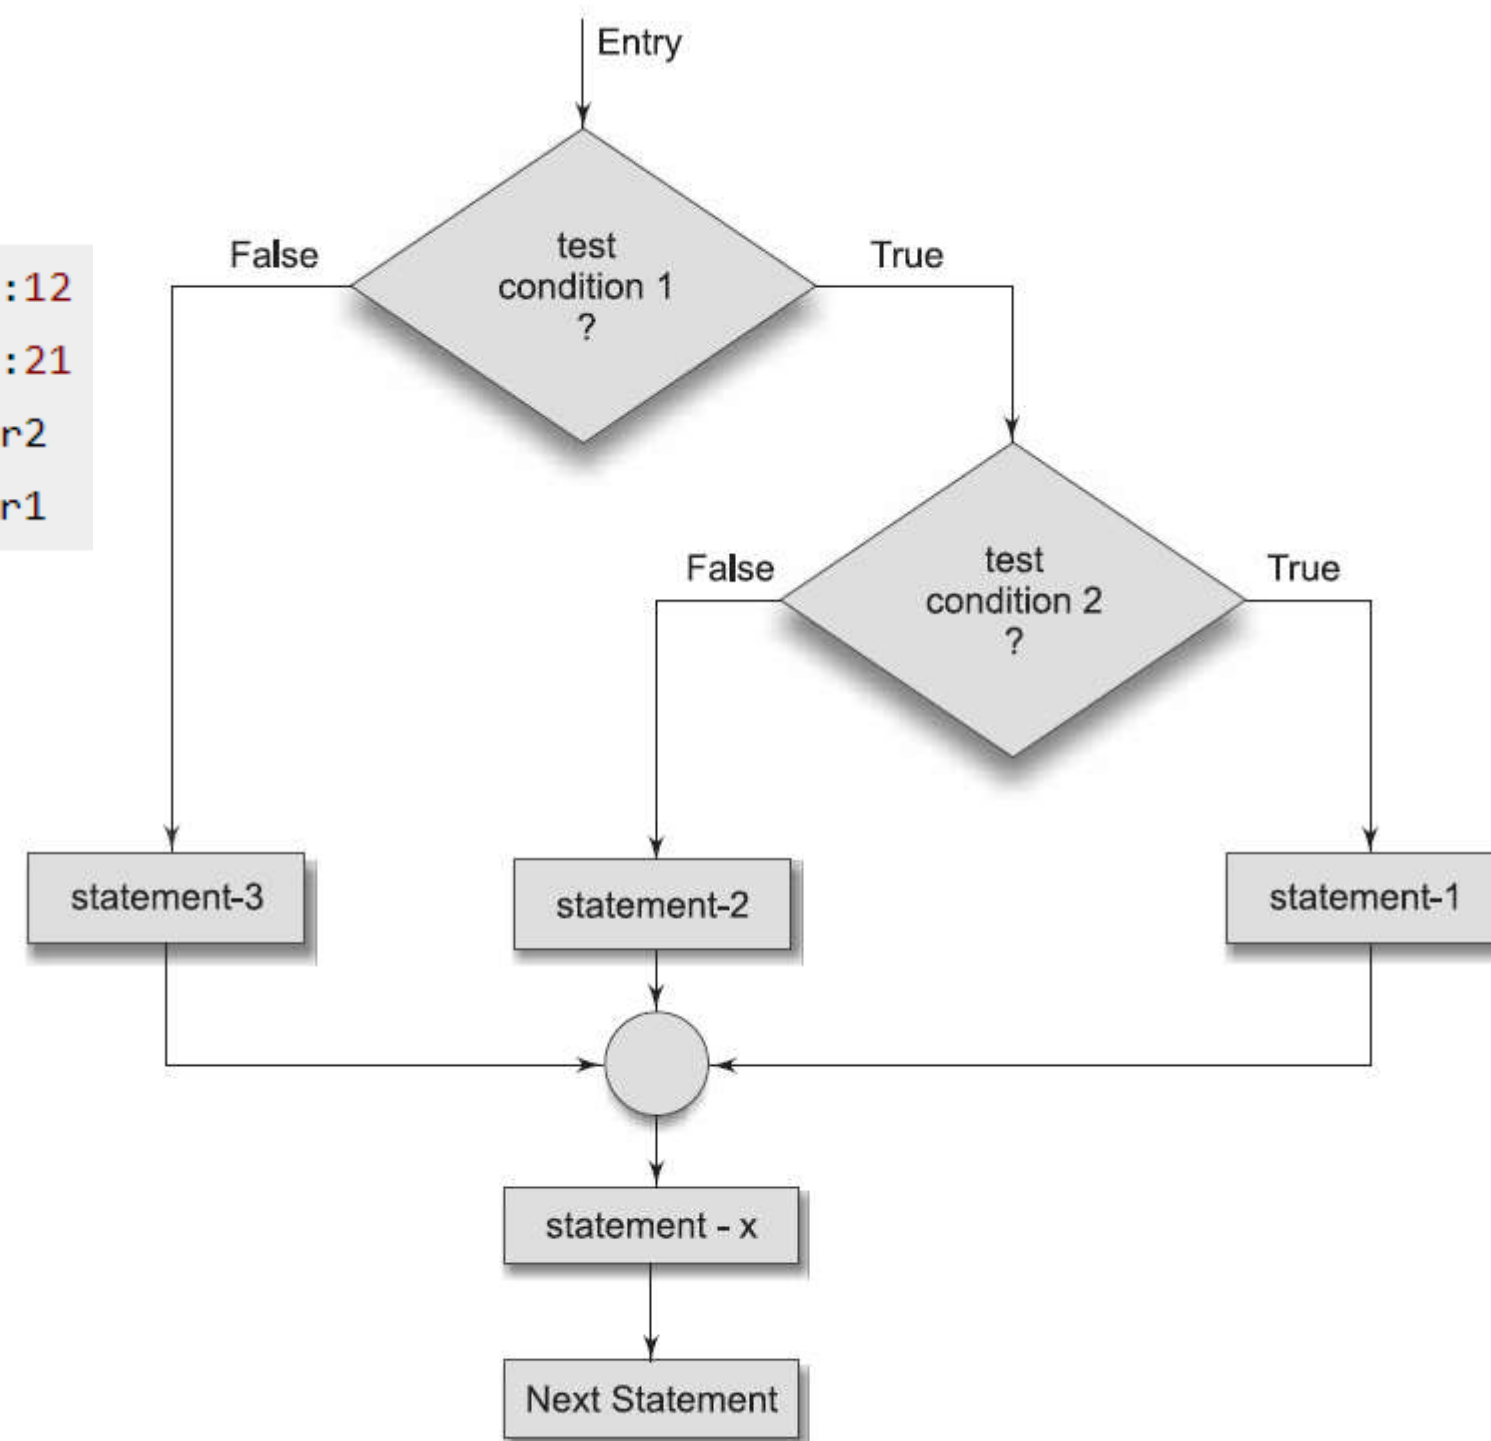 Entry
test
condition 1
?
False
True
:12
:21
r2
r1
test
condition 2
?
False
True
statement-3
statement-2
statement-1
statement - x
Next Statement